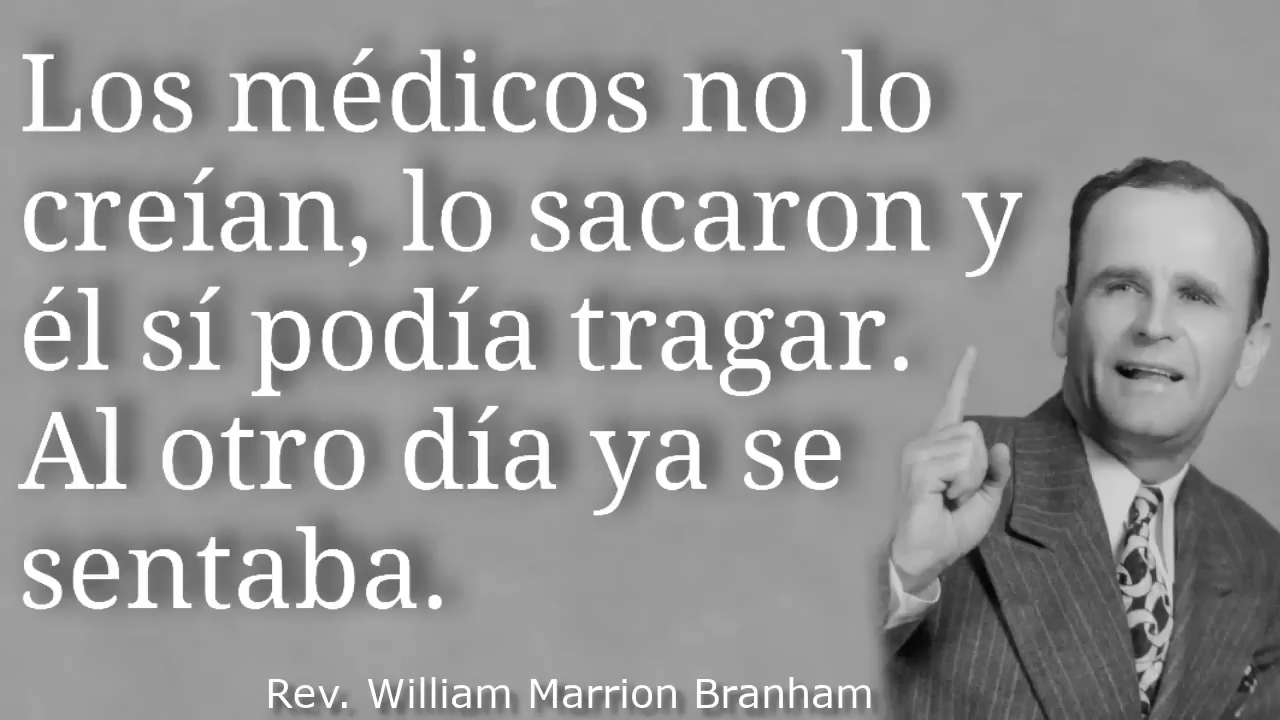 Los médicos no lo
creían, lo sacaron y
él sí podía tragar.
Al otro día ya se
sentaba.
Rev. William Marrion Branham